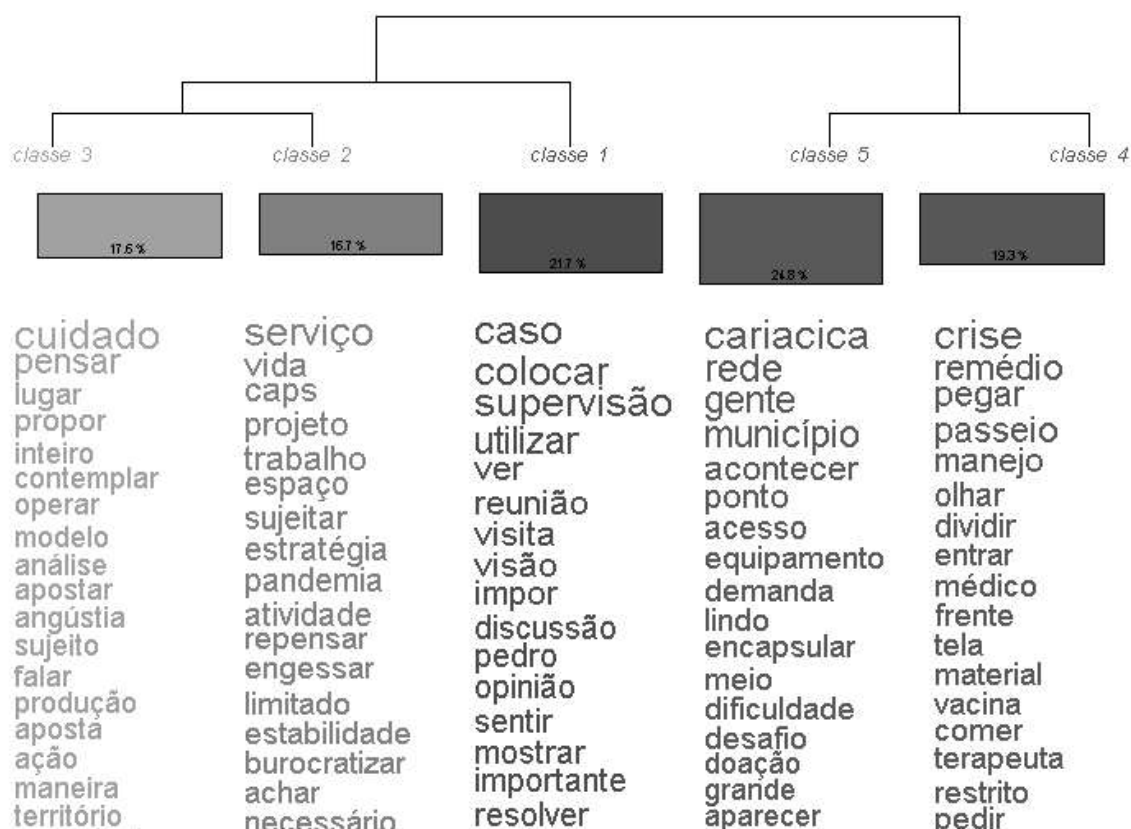 classe 3 classe 2 classe 1 classe 5 classe 4
17.6 % 16.7 % 21.7 % 24.8 % 19.3 %
cuidado serviço caso cariacica crise
pensar vida colocar rede remédio
lugar caps supervisão gente pegar
propor projeto utilizar município passeio
inteiro trabalho ver acontecer manejo
contemplar espaço reunião ponto olhar
operar sujeitar visita acesso dividir
modelo estratégia visão equipamento entrar
análise pandemia impor demanda médico
apostar atividade discussão lindo frente
angústia repensar pedro encapsular tela
sujeito engessar opinião meio material
falar limitado sentir dificuldade vacina
produção estabilidade mostrar desafio comer
aposta burocratizar importante doação terapeuta
ação achar resolver grande restrito
maneira necessário aparecer pedir
território